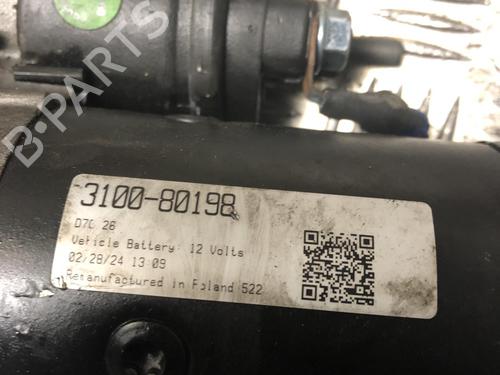 B-PARTS
3100-80198
D7C 26
Vehicle Battery: 12 Volts
02/28/24 13:09
Remanufactured in Poland 522